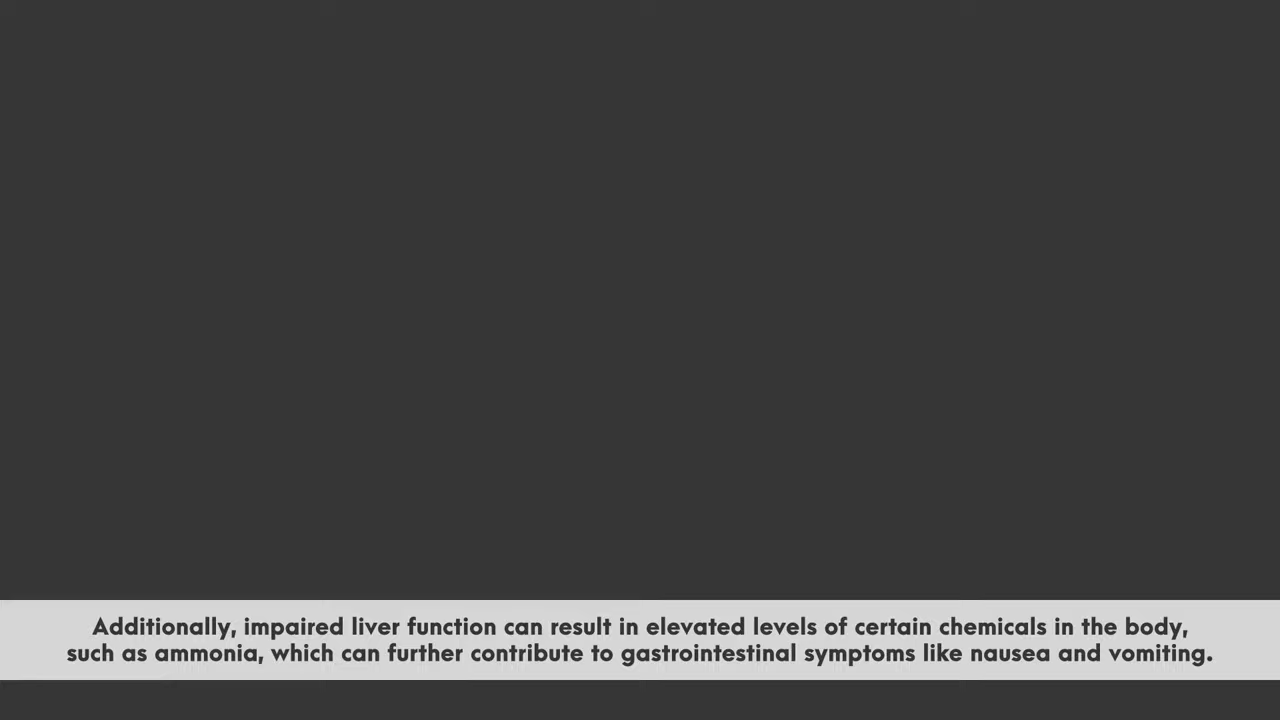 Additionally, impaired liver function can result in elevated levels of certain chemicals in the body,
such as ammonia, which can further contribute to gastrointestinal symptoms like nausea and vomiting.